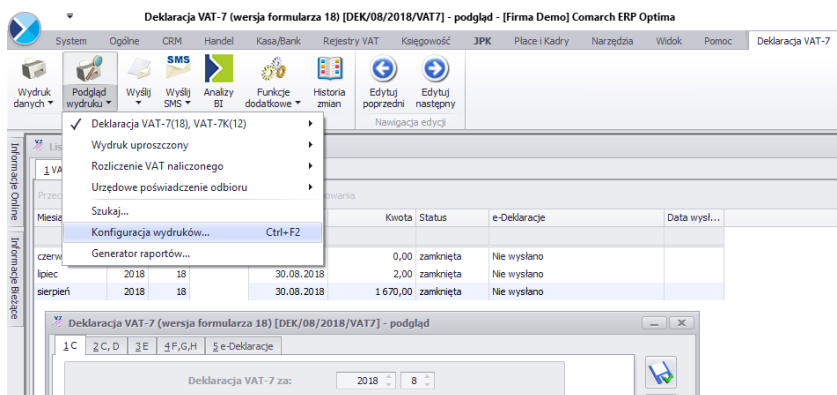 Deklaracja VAT-7 (wersja formularza 18) [DEK/08/2018/VAT7] - podgląd - [Firma Demo] Comarch ERP Optima
System Ogólne CRM Handel Kasa/Bank Rejestry VAT Księgowość JPK Płace i Kadry Narzędzia Widok Pomoc Deklaracja VAT-7
SMS
Wydruk danych
Podgląd wydruku
Wyślij
Wyślij SMS
Analizy BI
Funkcje dodatkowe
Historia zmian
Edytuj poprzedni
Edytuj następny
Nawigacja edycji
Informacje Online
Informacje Bieżące
Deklaracja VAT-7(18), VAT-7K(12)
Wydruk uproszczony
Rozliczenie VAT naliczonego
Urzędowe poświadczenie odbioru
Szukaj...
Konfiguracja wydruków... Ctrl+F2
Generator raportów...
Lis
1 VA
Przec
Miesią Kwota Status e-Deklaracje Data wysł...
czerw 0,00 zamknięta Nie wysłano
lipiec 2018 18 30.08.2018 2,00 zamknięta Nie wysłano
sierpień 2018 18 30.08.2018 1 670,00 zamknięta Nie wysłano
Deklaracja VAT-7 (wersja formularza 18) [DEK/08/2018/VAT7] - podgląd
1 C 2 C, D 3 E 4 F,G,H 5 e-Deklaracje
Deklaracja VAT-7 za: 2018 8